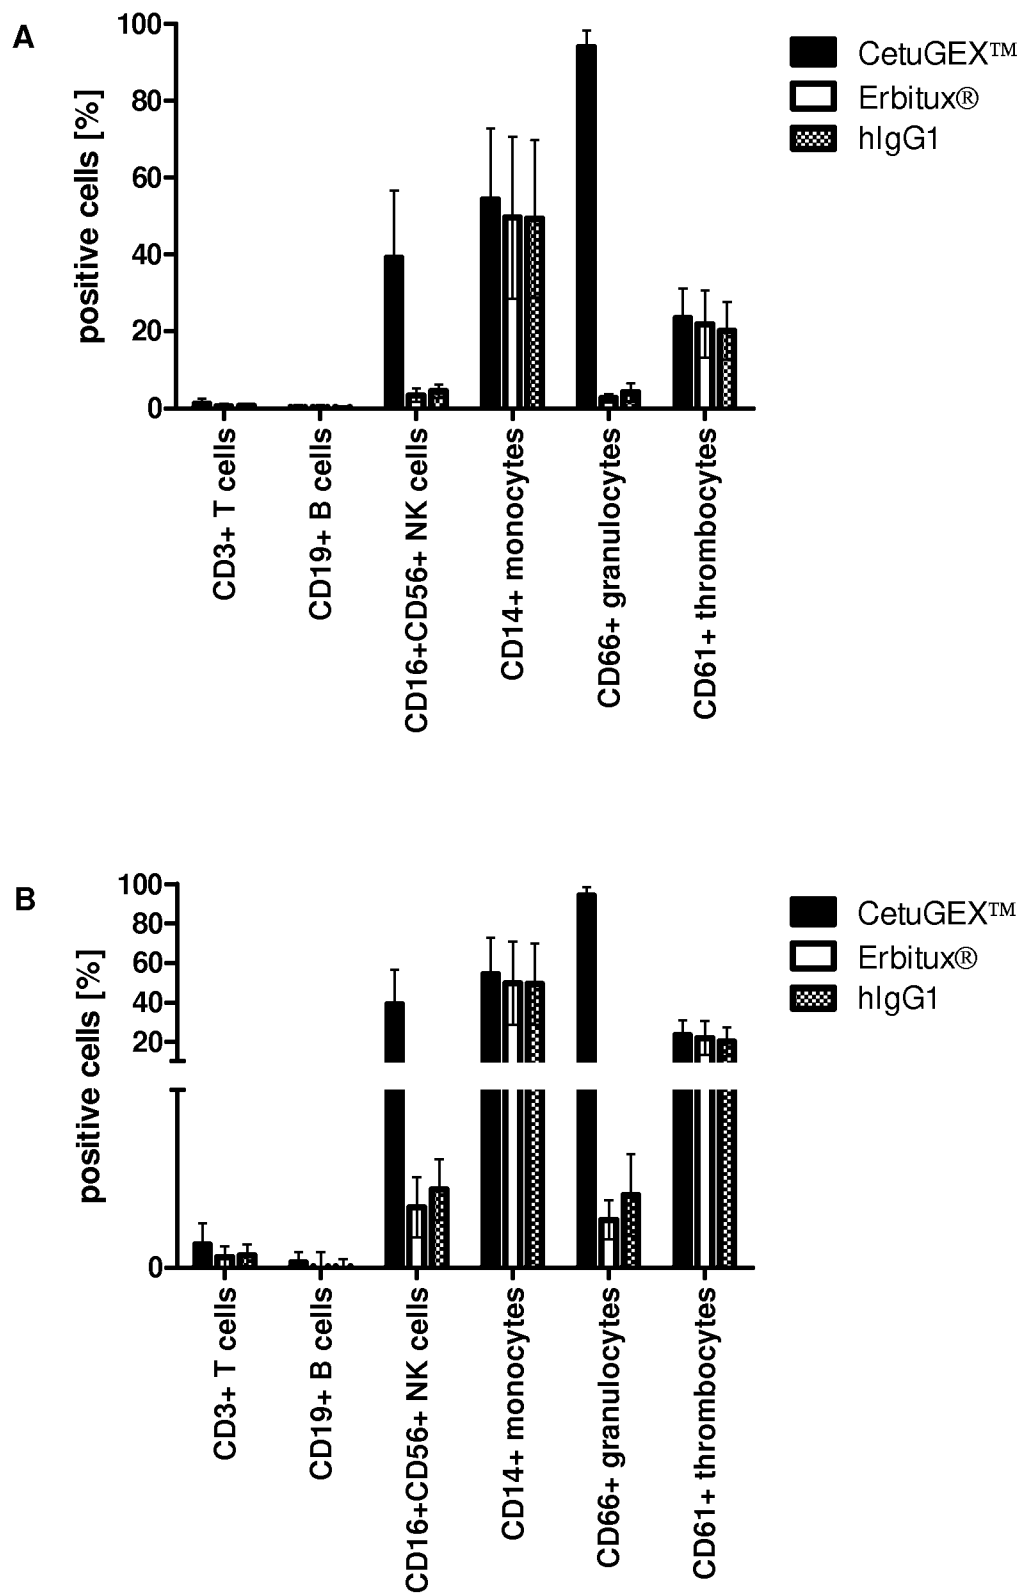 A
positive cells [%]
100
80
60
40
20
0
CD3+ T cells
CD19+ B cells
CD16+CD56+ NK cells
CD14+ monocytes
CD66+ granulocytes
CD61+ thrombocytes
CetuGEX™
Erbitux®
hIgG1
B
positive cells [%]
100
80
60
40
20
0
CD3+ T cells
CD19+ B cells
CD16+CD56+ NK cells
CD14+ monocytes
CD66+ granulocytes
CD61+ thrombocytes
CetuGEX™
Erbitux®
hIgG1